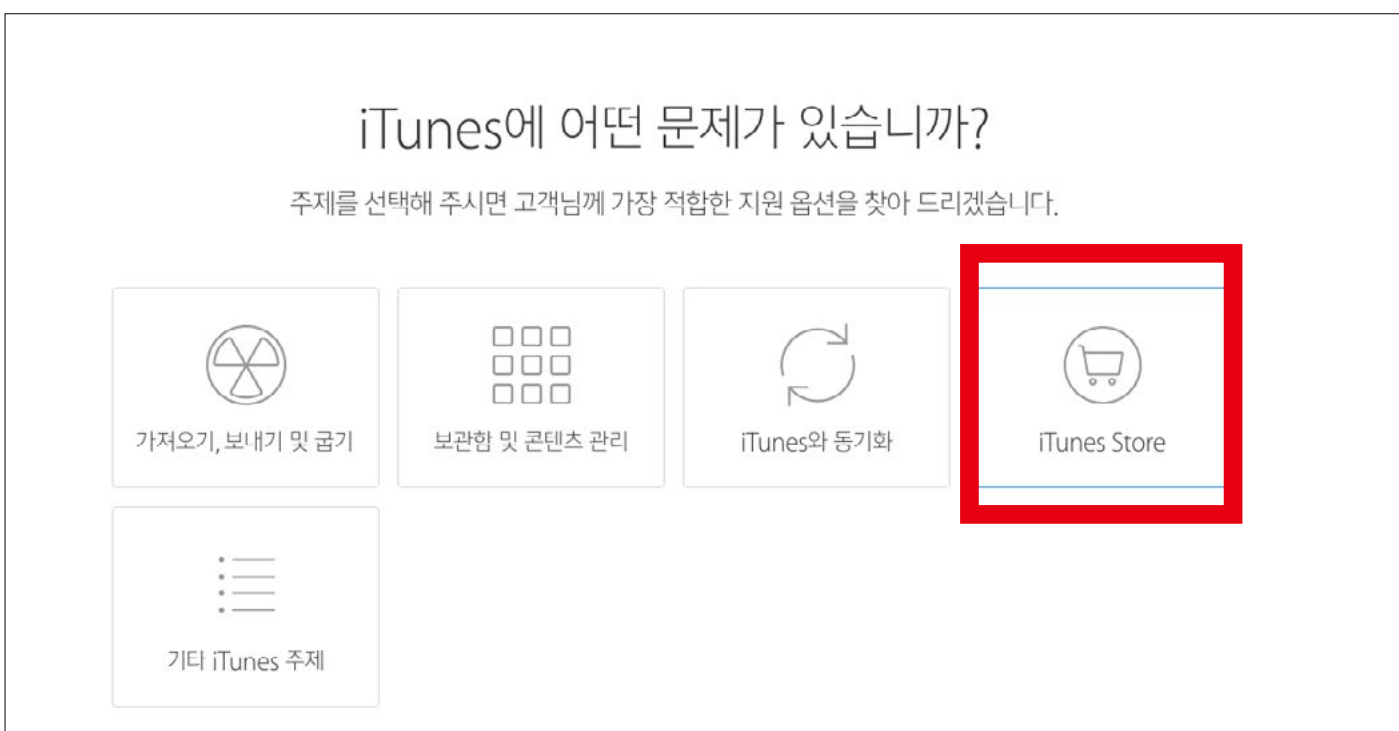 iTunes에 어떤 문제가 있습니까?
주제를 선택해 주시면 고객님께 가장 적합한 지원 옵션을 찾아 드리겠습니다.
가져오기, 보내기 및 굽기
보관함 및 콘텐츠 관리
iTunes와 동기화
iTunes Store
기타 iTunes 주제